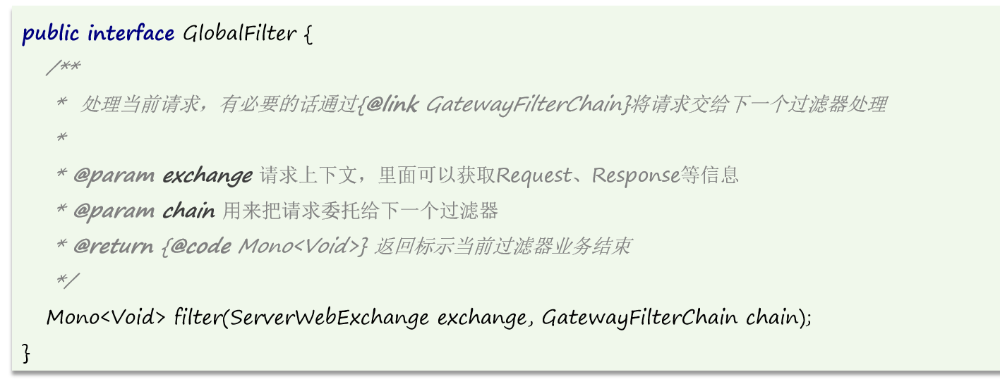 public interface GlobalFilter {
/**
* 处理当前请求，有必要的话通过{@link GatewayFilterChain}将请求交给下一个过滤器处理
*
* @param exchange 请求上下文，里面可以获取Request、Response等信息
* @param chain 用来把请求委托给下一个过滤器
* @return {@code Mono<Void>} 返回标示当前过滤器业务结束
*/
Mono<Void> filter(ServerWebExchange exchange, GatewayFilterChain chain);
}